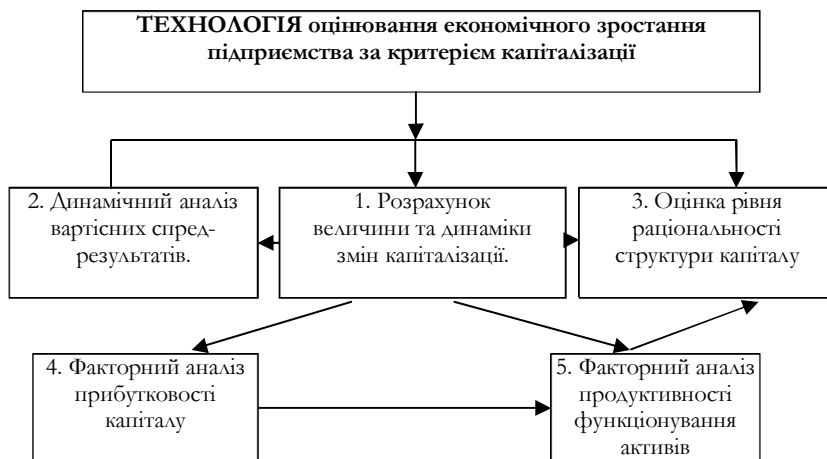 ТЕХНОЛОГІЯ оцінювання економічного зростання
підприємства за критерієм капіталізації
2. Динамічний аналіз
вартісних спред-
результатів.
1. Розрахунок
величини та динаміки
змін капіталізації.
3. Оцінка рівня
раціональності
структури капіталу
4. Факторний аналіз
прибутковості
капіталу
5. Факторний аналіз
продуктивності
функціонування
активів